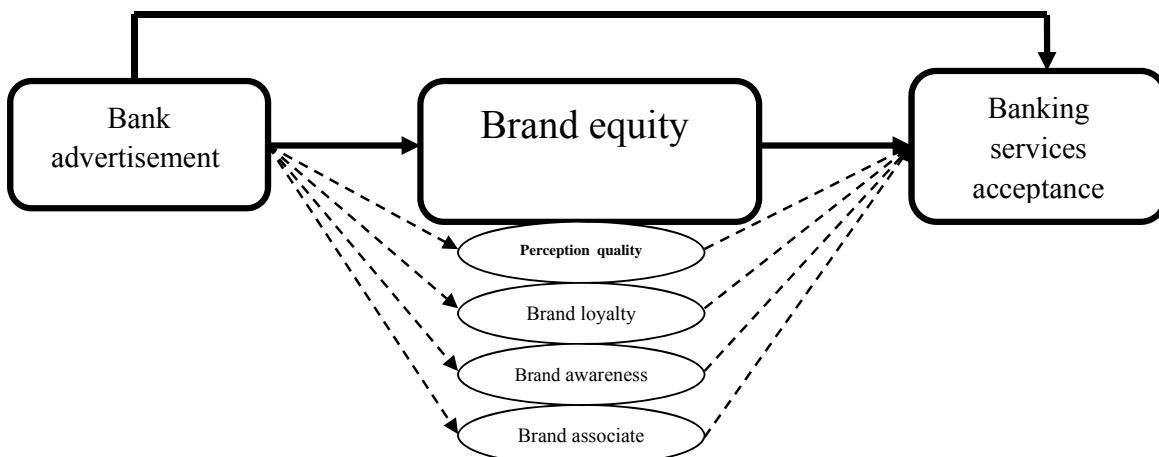 Bank
advertisement
Brand equity
Banking
services
acceptance
Perception quality
Brand loyalty
Brand awareness
Brand associate